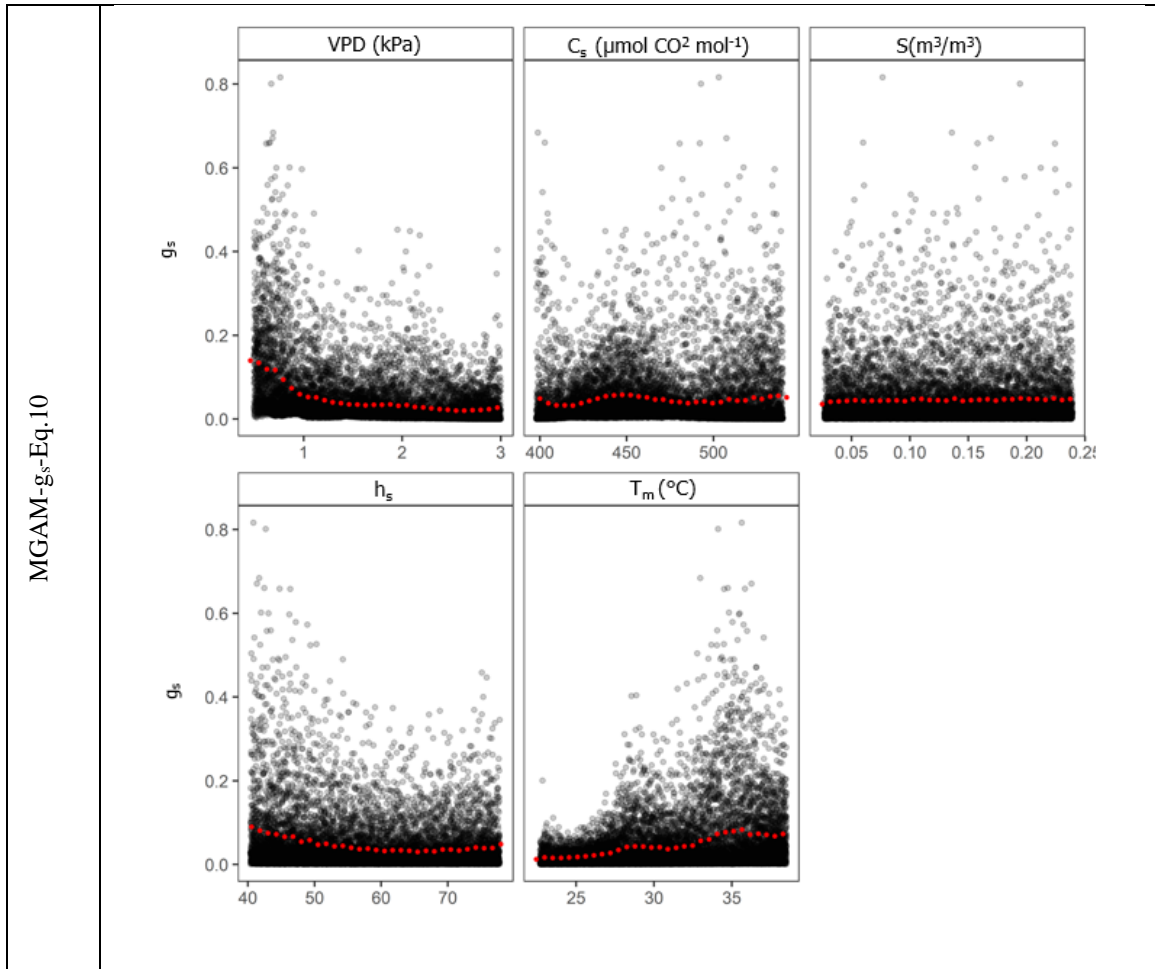 MGAM-gₛ-Eq.10
VPD (kPa)
Cₛ (µmol CO² mol⁻¹)
S(m³/m³)
gₛ
0.8
0.6
0.4
0.2
0.0
1 2 3
400 450 500
0.05 0.10 0.15 0.20 0.25
hₛ
Tₘ (°C)
gₛ
0.8
0.6
0.4
0.2
0.0
40 50 60 70
25 30 35